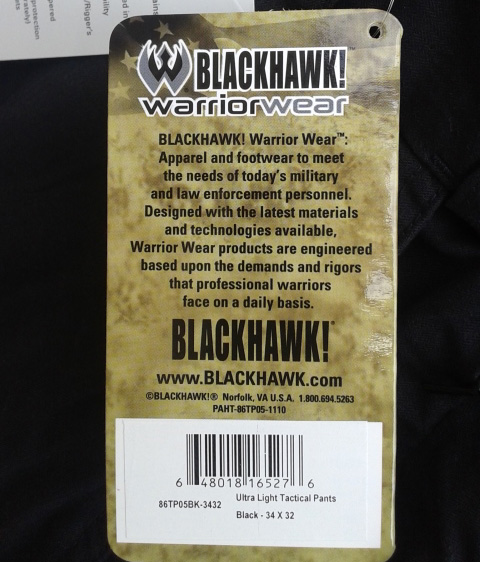 BLACKHAWK!
warriorwear
BLACKHAWK! Warrior Wear™:
Apparel and footwear to meet
the needs of today's military
and law enforcement personnel.
Designed with the latest materials
and technologies available,
Warrior Wear products are engineered
based upon the demands and rigors
that professional warriors
face on a daily basis.
BLACKHAWK!®
www.BLACKHAWK.com
©BLACKHAWK!® Norfolk, VA U.S.A. 1.800.694.5263
PAHT-86TP05-1110
6 48018 16527 6
86TP05BK-3432
Ultra Light Tactical Pants
Black - 34 X 32